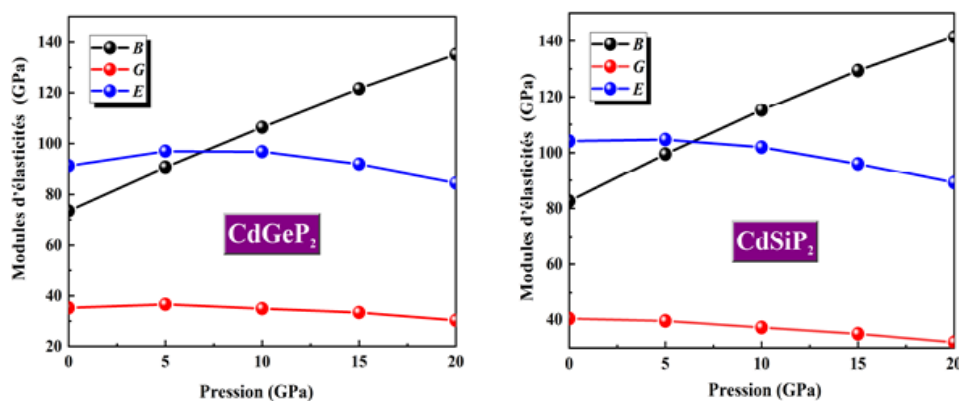 Modules d'élasticités (GPa)
140
120
100
80
60
40
20
B
G
E
CdGeP₂
0 5 10 15 20
Pression (GPa)
Modules d'élasticités (GPa)
140
120
100
80
60
40
B
G
E
CdSiP₂
0 5 10 15 20
Pression (GPa)